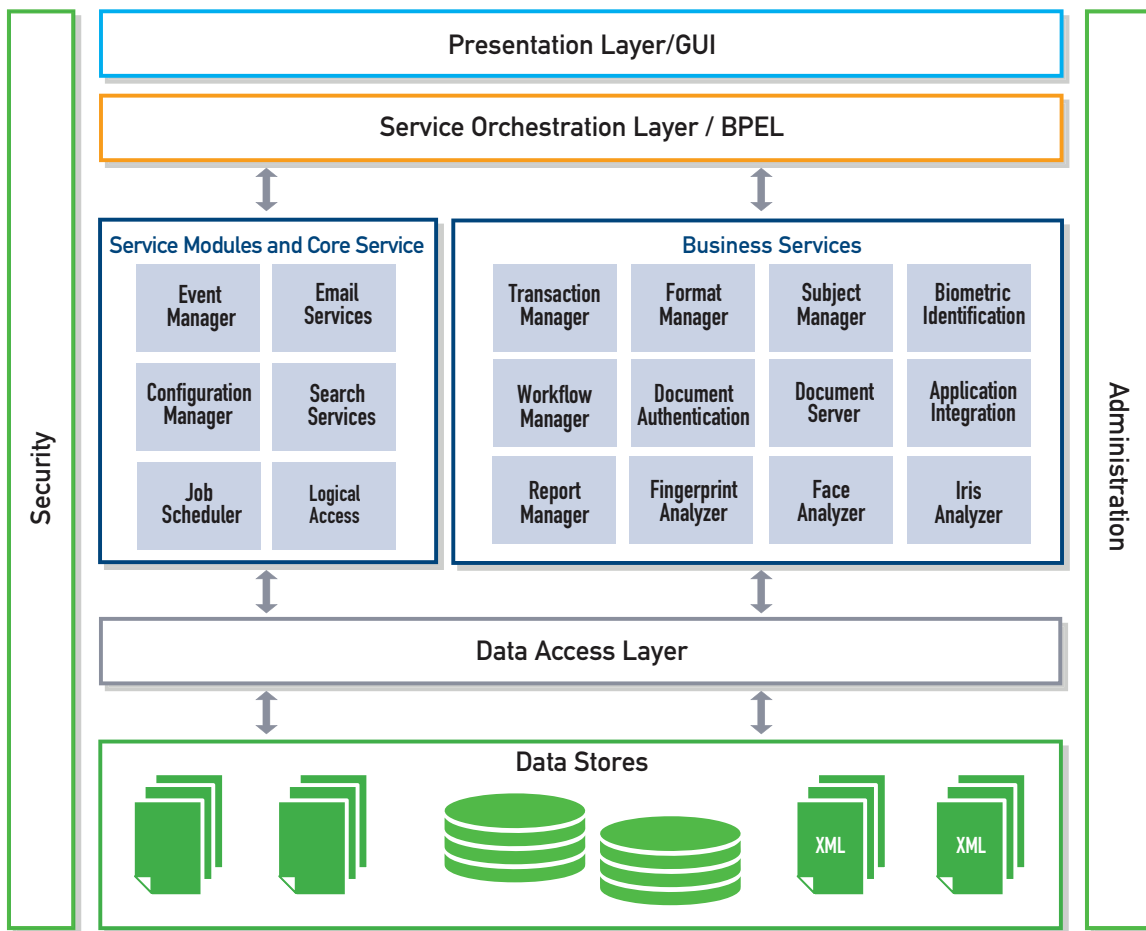 Presentation Layer/GUI
Service Orchestration Layer / BPEL
Security
Service Modules and Core Service
Event
Manager
Email
Services
Configuration
Manager
Search
Services
Job
Scheduler
Logical
Access
Business Services
Transaction
Manager
Format
Manager
Subject
Manager
Biometric
Identification
Workflow
Manager
Document
Authentication
Document
Server
Application
Integration
Report
Manager
Fingerprint
Analyzer
Face
Analyzer
Iris
Analyzer
Administration
Data Access Layer
Data Stores
XML
XML